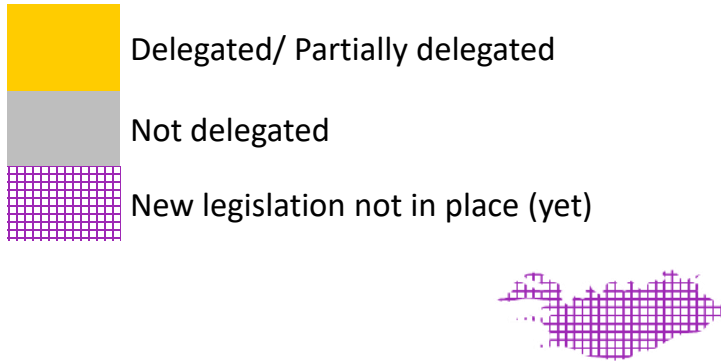 Delegated/ Partially delegated
Not delegated
New legislation not in place (yet)